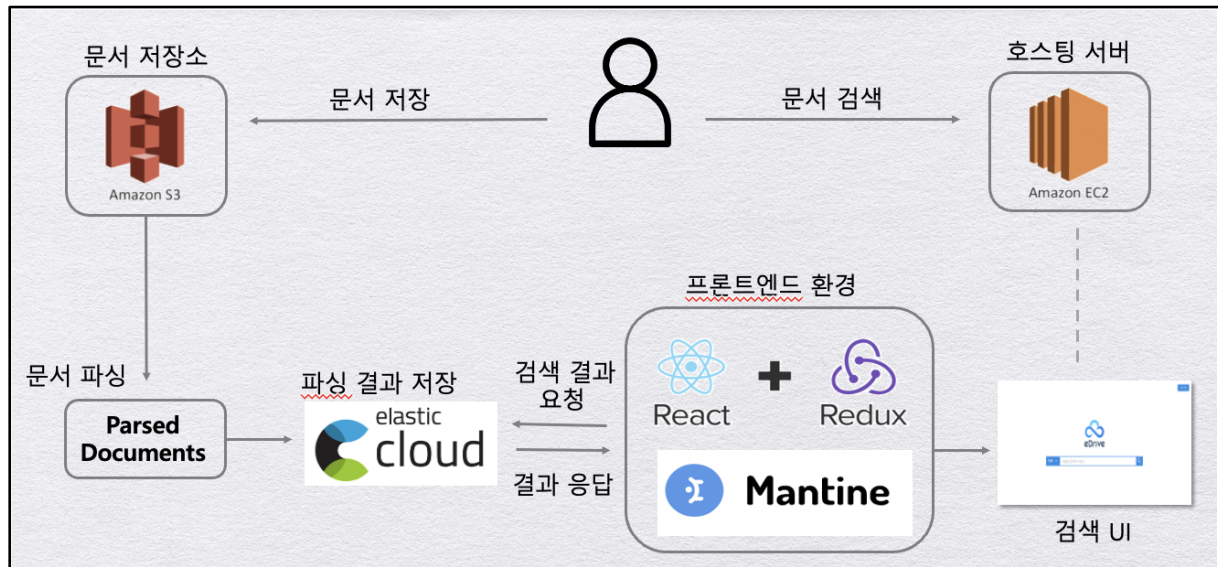 문서 저장소
호스팅 서버
문서 저장
문서 검색
Amazon S3
Amazon EC2
프론트엔드 환경
문서 파싱
파싱 결과 저장
검색 결과
요청
React
Redux
Parsed
Documents
elastic
cloud
결과 응답
Mantine
eDrive
검색 UI